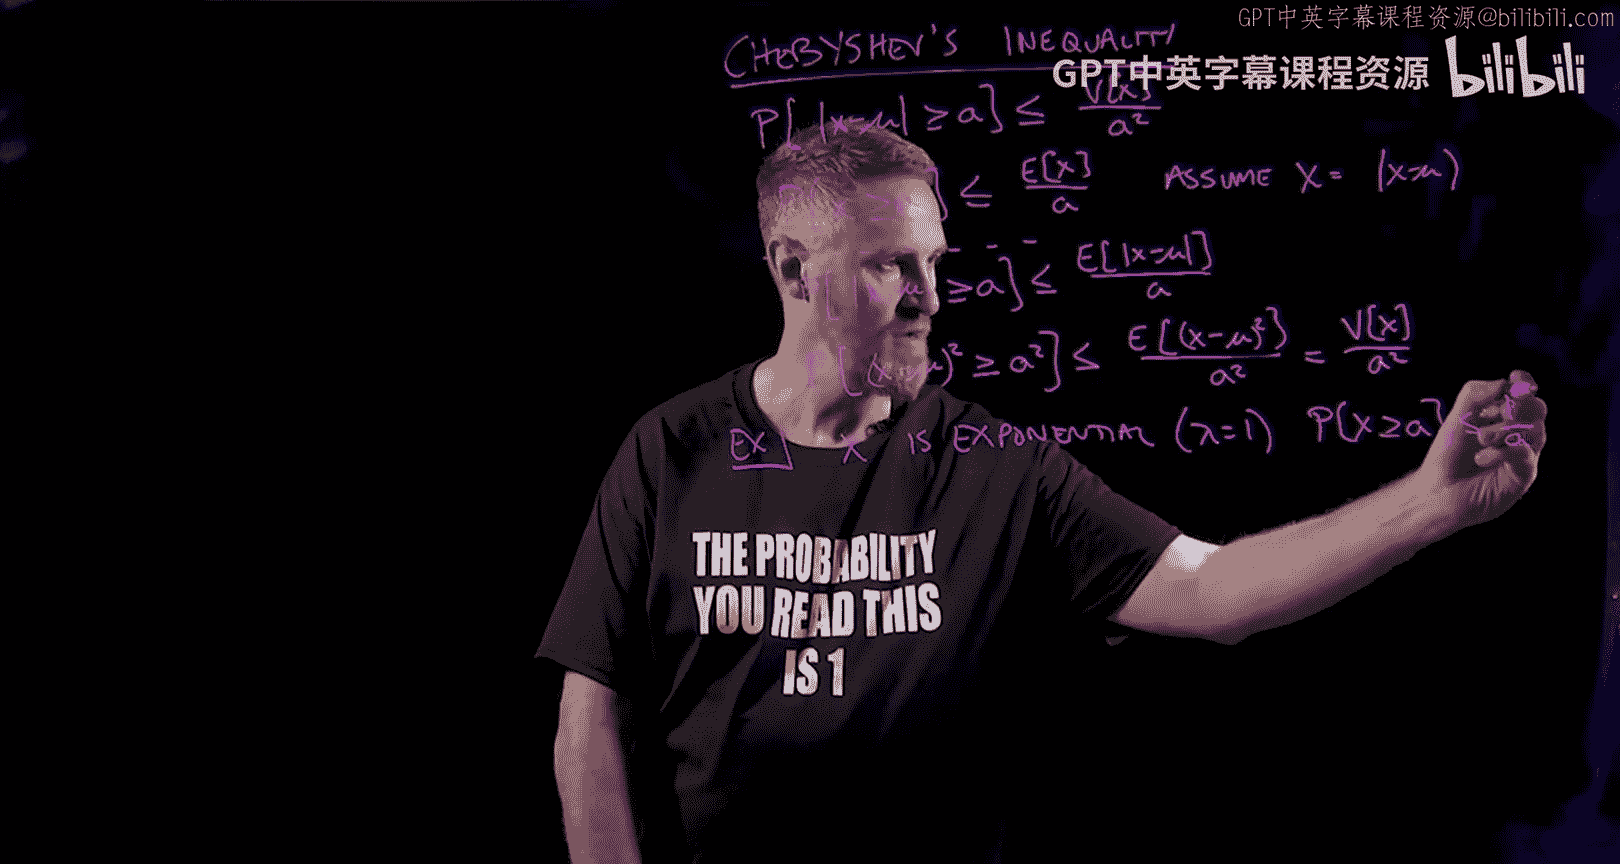 GPT中英字幕课程资源@bilibili.com
CHEBYSHEV'S INEQUALITY
GPT中英字幕课程资源 bilibili
P[ |x-μ| ≥ a ] ≤ V[x] / a²
] ≤ E[x] / a ASSUME X = |x-μ|
[ ≥ a ] ≤ E[|x-μ|] / a
[ (x-μ)² ≥ a² ] ≤ E[(x-μ)²] / a² = V[x] / a²
EX X IS EXPONENTIAL (λ=1) P[X≥a] ≤ / a
THE PROBABILITY
YOU READ THIS
IS 1